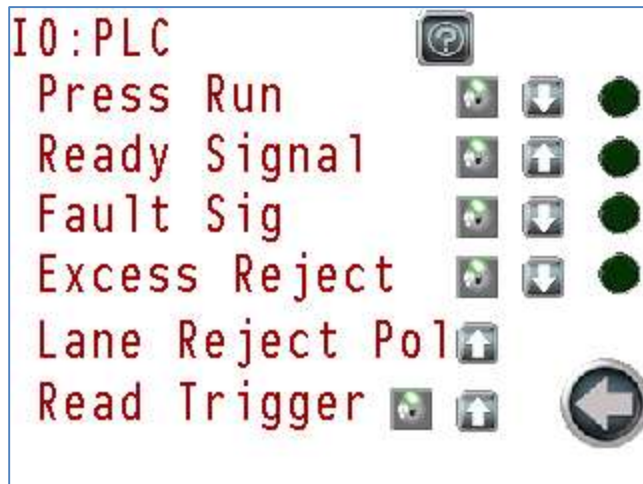 IO:PLC
Press Run
Ready Signal
Fault Sig
Excess Reject
Lane Reject Pol
Read Trigger